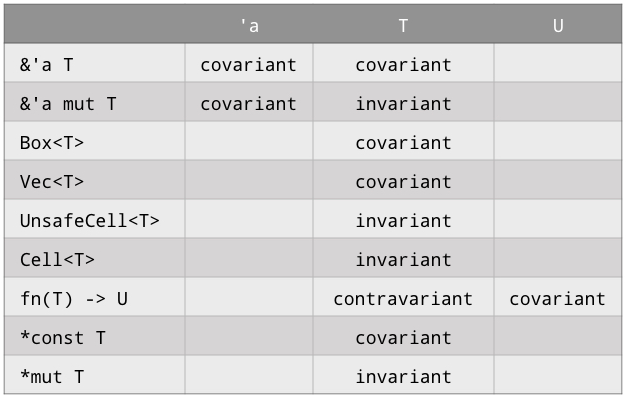 'a T U
&'a T covariant covariant
&'a mut T covariant invariant
Box<T> covariant
Vec<T> covariant
UnsafeCell<T> invariant
Cell<T> invariant
fn(T) -> U contravariant covariant
*const T covariant
*mut T invariant